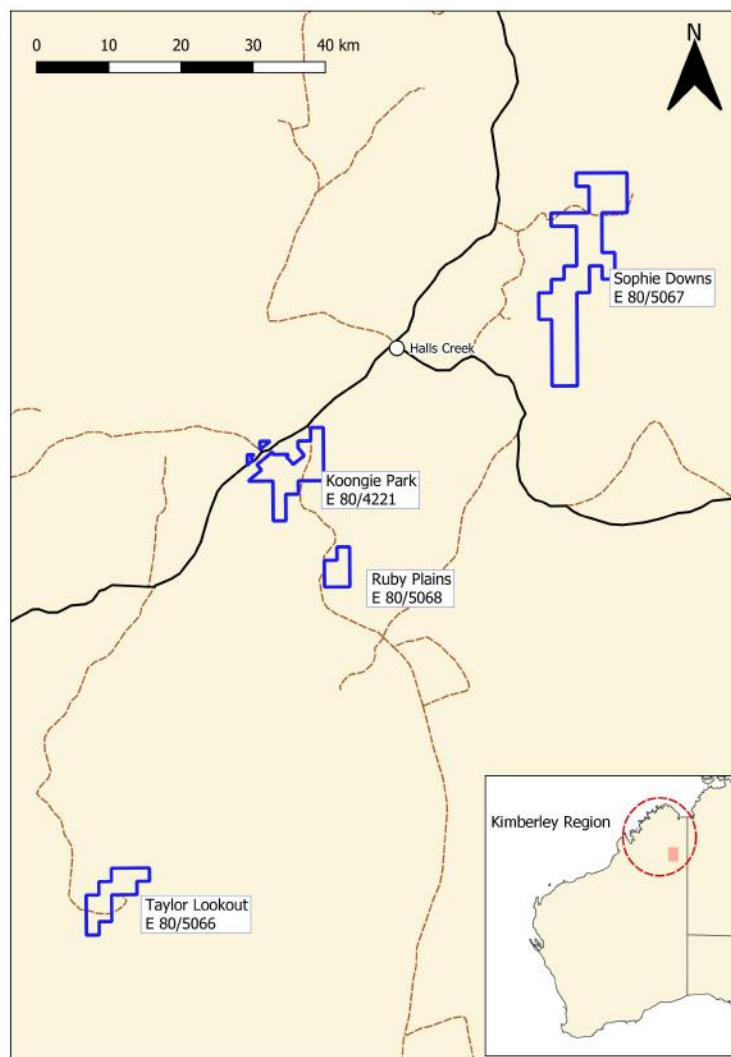 0 10 20 30 40 km
N
Sophie Downs
E 80/5067
Halls Creek
Koongie Park
E 80/4221
Ruby Plains
E 80/5068
Kimberley Region
Taylor Lookout
E 80/5066